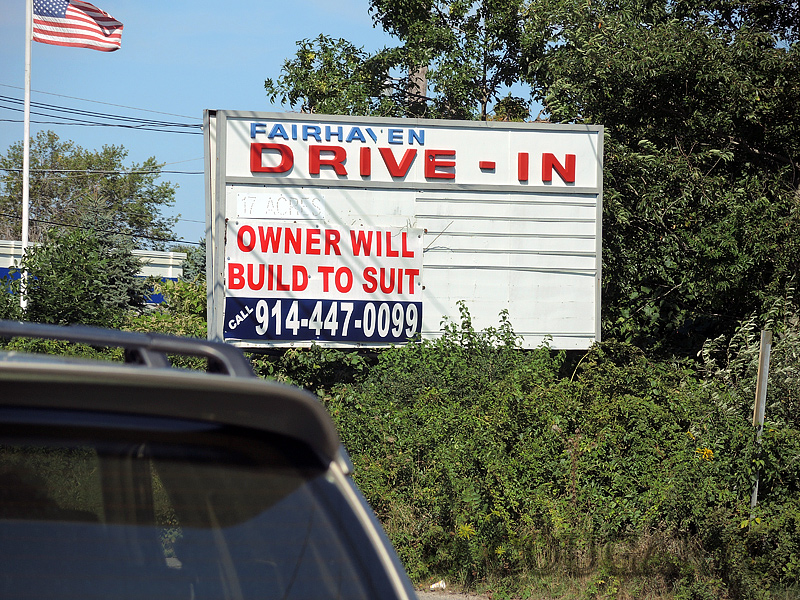 FAIRHAVEN
DRIVE-IN
17 ACRES
OWNER WILL
BUILD TO SUIT
CALL 914-447-0099